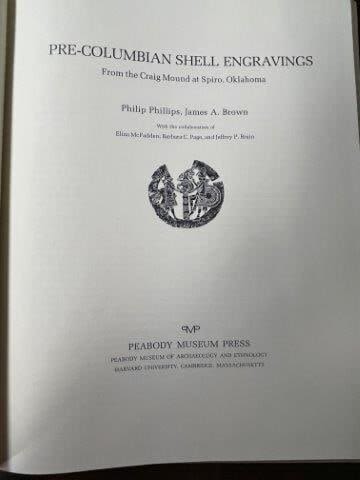 PRE-COLUMBIAN SHELL ENGRAVINGS
From the Craig Mound at Spiro, Oklahoma
Philip Phillips, James A. Brown
With the collaboration of
Eliza McFadden, Barbara C. Page, and Jeffrey P. Brain
PMP
PEABODY MUSEUM PRESS
PEABODY MUSEUM OF ARCHAEOLOGY AND ETHNOLOGY
HARVARD UNIVERSITY, CAMBRIDGE, MASSACHUSETTS